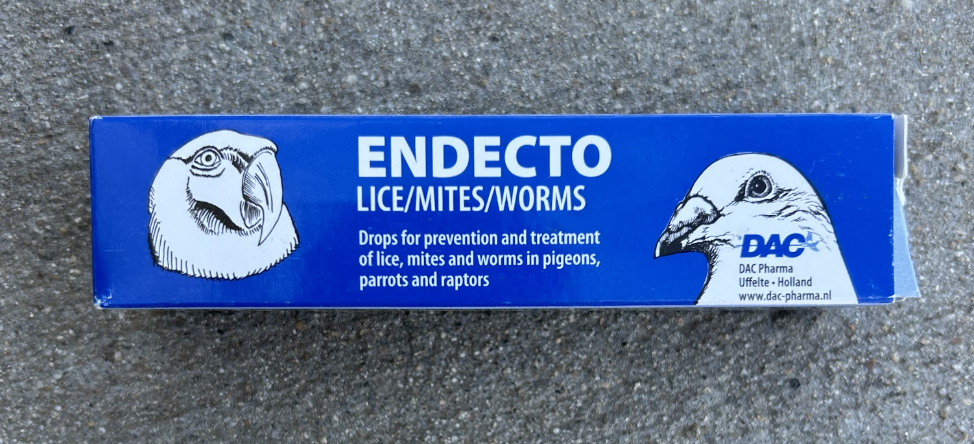 ENDECTO
LICE/MITES/WORMS
Drops for prevention and treatment
of lice, mites and worms in pigeons,
parrots and raptors
DAC
DAC Pharma
Uffelte • Holland
www.dac-pharma.nl